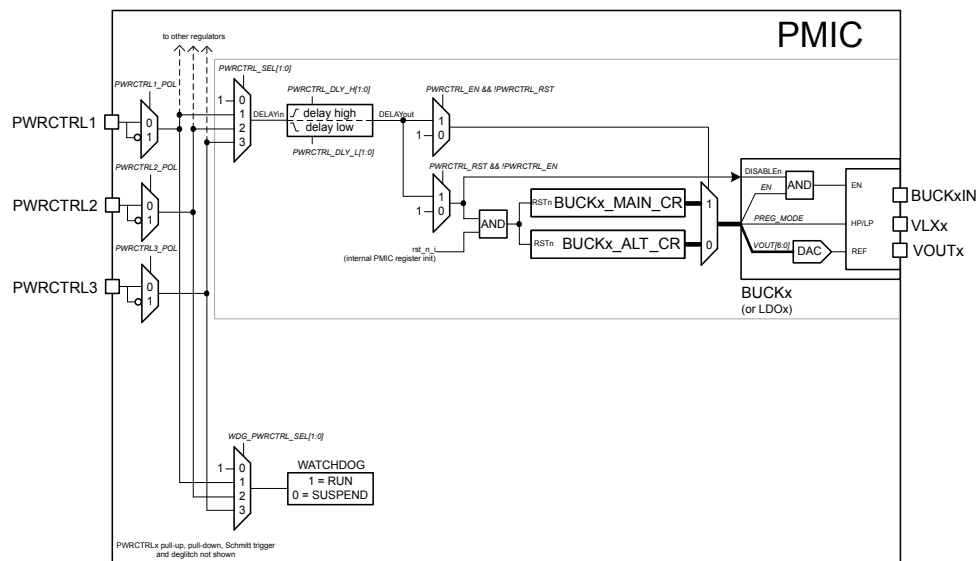 PMIC
to other regulators
PWRCTRL_SEL[1:0]
PWRCTRL1_POL
PWRCTRL_DLY_H[1:0]
PWRCTRL_EN && !PWRCTRL_RST
PWRCTRL1
0
1
1
0
1
2
3
DELAYin
delay high
delay low
DELAYout
1
1
0
PWRCTRL_DLY_L[1:0]
PWRCTRL2_POL
PWRCTRL_RST && !PWRCTRL_EN
PWRCTRL2
0
1
1
1
0
AND
RSTn
BUCKx_MAIN_CR
RSTn
BUCKx_ALT_CR
1
0
rst_n_i
(internal PMIC register init)
DISABLEn
EN
AND
EN
PREG_MODE
HP/LP
VOUT[6:0]
DAC
REF
BUCKxIN
VLXx
VOUTx
BUCKx
(or LDOx)
PWRCTRL3_POL
PWRCTRL3
0
1
WDG_PWRCTRL_SEL[1:0]
1
0
1
2
3
WATCHDOG
1 = RUN
0 = SUSPEND
PWRCTRLx pull-up, pull-down, Schmitt trigger
and deglitch not shown